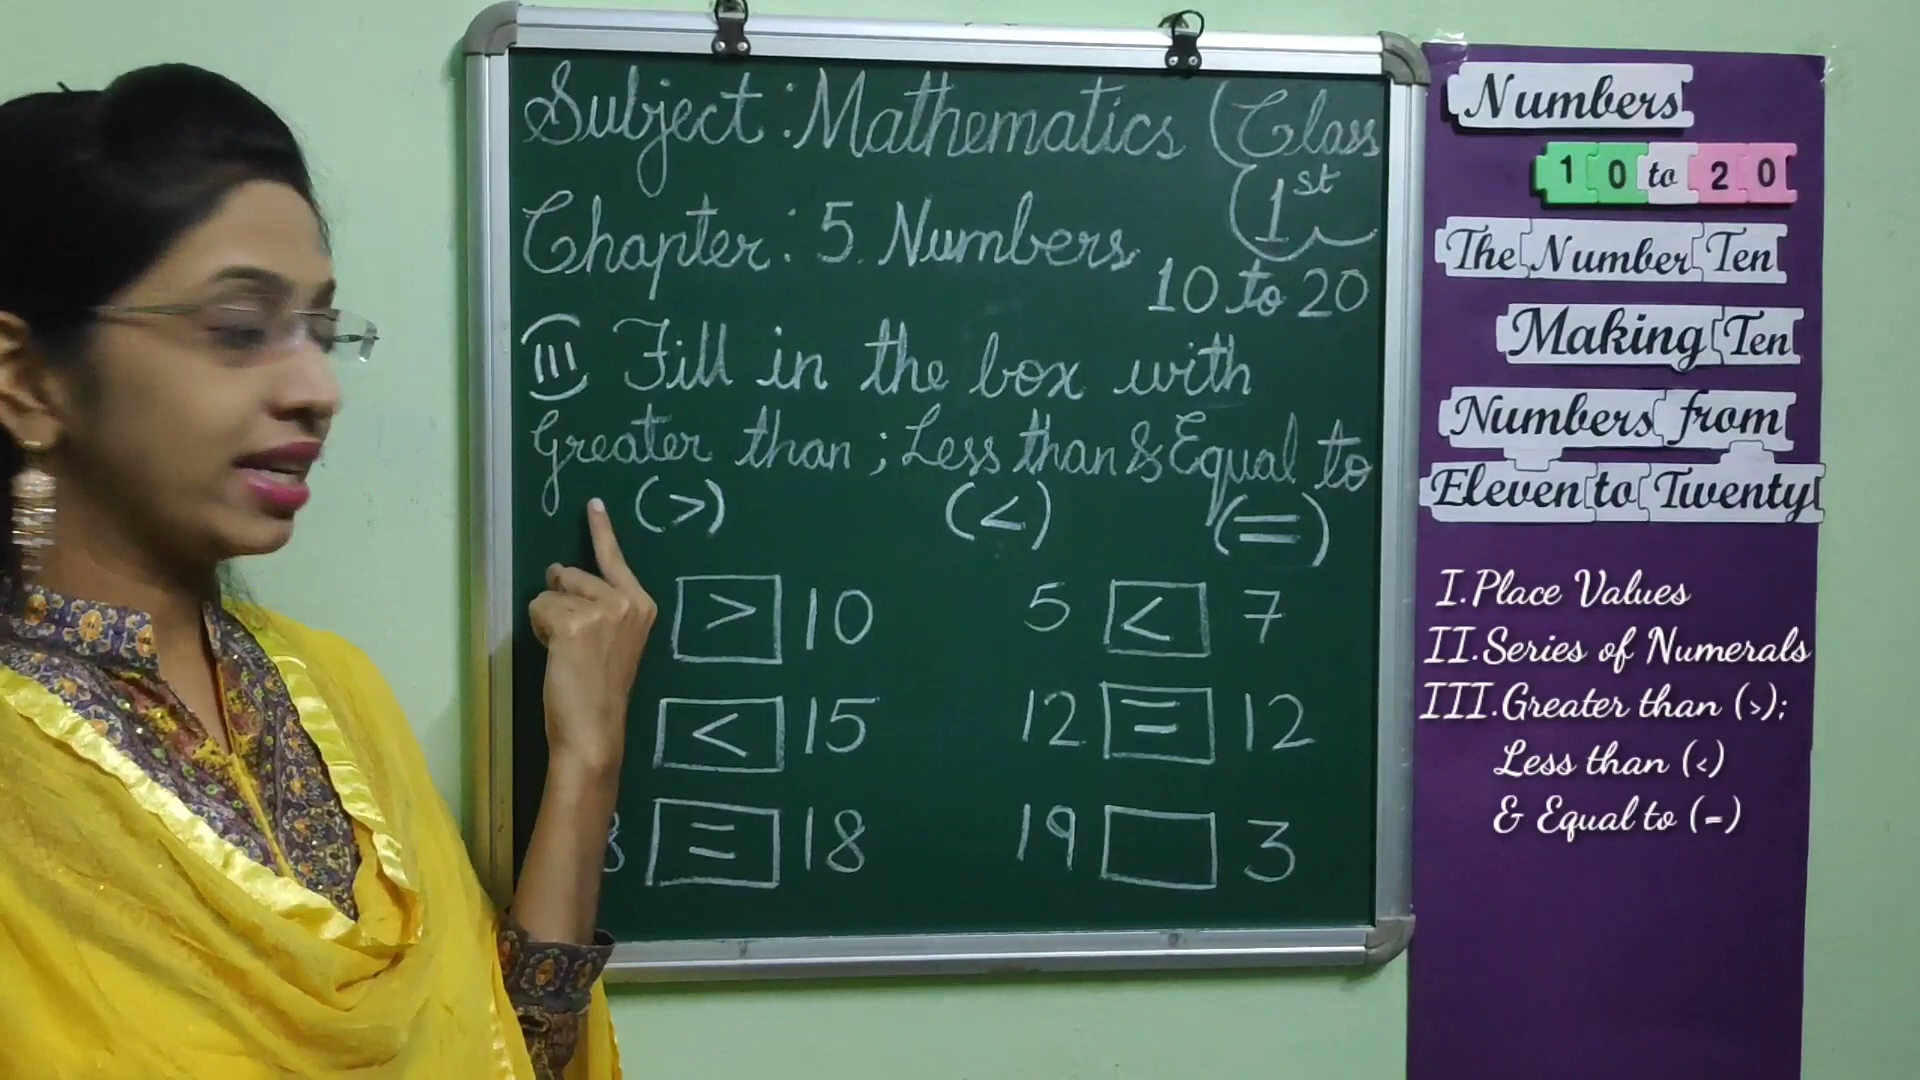 Subject : Mathematics (Class
1st
Chapter : 5. Numbers
10 to 20
III) Fill in the box with
Greater than ; Less than & Equal to
(>) (<) (=)
> 10 5 < 7
< 15 12 = 12
= 18 19 3
Numbers
10 to 20
The Number Ten
Making Ten
Numbers from
Eleven to Twenty
I.Place Values
II.Series of Numerals
III.Greater than (>);
Less than (<)
& Equal to (=)